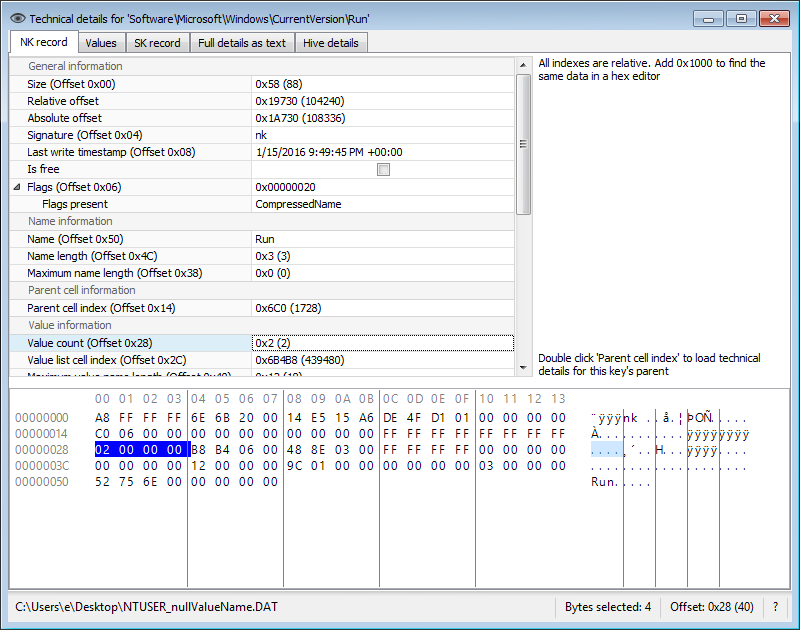 Technical details for 'Software\Microsoft\Windows\CurrentVersion\Run'
NK record Values SK record Full details as text Hive details
General information
Size (Offset 0x00) 0x58 (88)
Relative offset 0x19730 (104240)
Absolute offset 0x1A730 (108336)
Signature (Offset 0x04) nk
Last write timestamp (Offset 0x08) 1/15/2016 9:49:45 PM +00:00
Is free
Flags (Offset 0x06) 0x00000020
Flags present CompressedName
Name information
Name (Offset 0x50) Run
Name length (Offset 0x4C) 0x3 (3)
Maximum name length (Offset 0x38) 0x0 (0)
Parent cell information
Parent cell index (Offset 0x14) 0x6C0 (1728)
Value information
Value count (Offset 0x28) 0x2 (2)
Value list cell index (Offset 0x2C) 0x6B4B8 (439480)
All indexes are relative. Add 0x1000 to find the
same data in a hex editor
Double click 'Parent cell index' to load technical
details for this key's parent
00 01 02 03 04 05 06 07 08 09 0A 0B 0C 0D 0E 0F 10 11 12 13
00000000 A8 FF FF FF 6E 6B 20 00 14 E5 15 A6 DE 4F D1 01 00 00 00 00 ¨ÿÿÿnk ..å.¦ÞOÑ.....
00000014 C0 06 00 00 00 00 00 00 00 00 00 00 FF FF FF FF FF FF FF FF À...........ÿÿÿÿÿÿÿÿ
00000028 02 00 00 00 B8 B4 06 00 48 8E 03 00 FF FF FF FF 00 00 00 00 ....¸´..H...ÿÿÿÿ....
0000003C 00 00 00 00 12 00 00 00 9C 01 00 00 00 00 00 00 03 00 00 00 ....................
00000050 52 75 6E 00 00 00 00 00 Run.....
C:\Users\e\Desktop\NTUSER_nullValueName.DAT Bytes selected: 4 Offset: 0x28 (40) ?